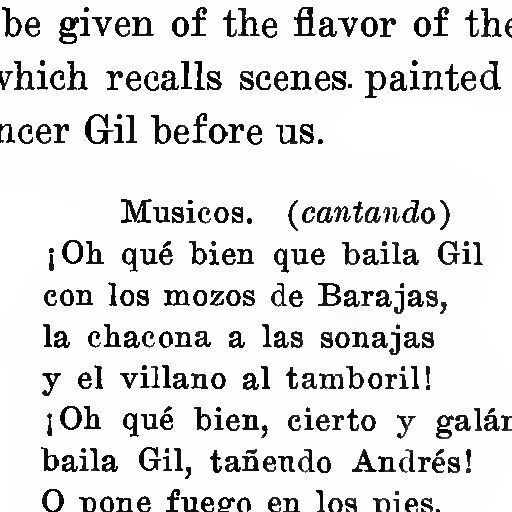 be given of the flavor of the
which recalls scenes. painted
ncer Gil before us.
Musicos. (cantando)
¡Oh qué bien que baila Gil
con los mozos de Barajas,
la chacona a las sonajas
y el villano al tamboril!
¡Oh qué bien, cierto y galán
baila Gil, tañendo Andrés!
O pone fuego en los pies,